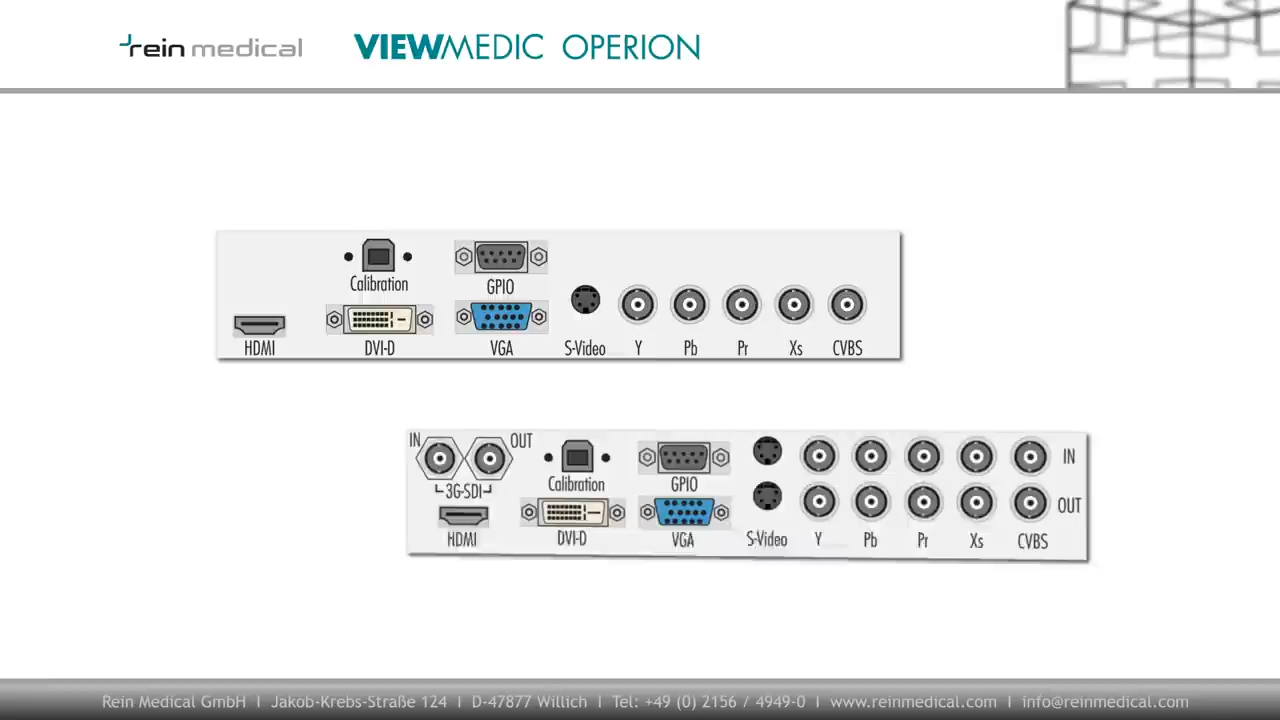 rein medical VIEWMEDIC OPERION
Calibration GPIO
HDMI DVI-D VGA S-Video Y Pb Pr Xs CVBS
IN OUT IN
3G-SDI Calibration GPIO
OUT
HDMI DVI-D VGA S-Video Y Pb Pr Xs CVBS
Rein Medical GmbH I Jakob-Krebs-Straße 124 I D-47877 Willich I Tel: +49 (0) 2156 / 4949-0 I www.reinmedical.com I info@reinmedical.com